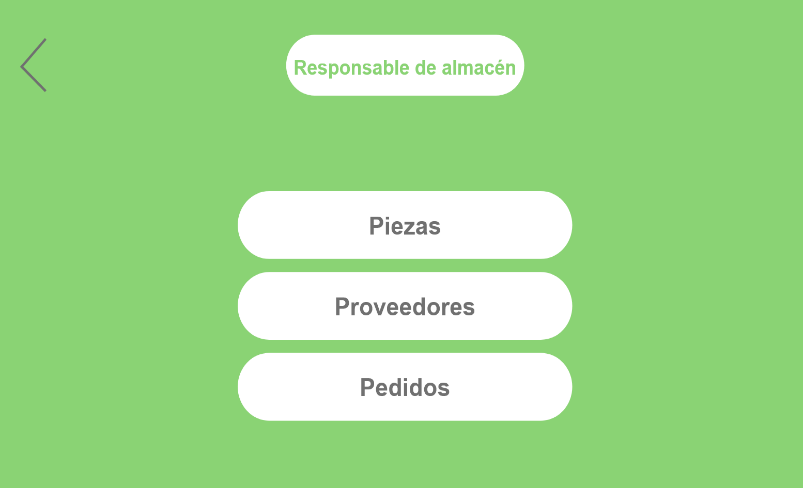 Responsable de almacén
Piezas
Proveedores
Pedidos